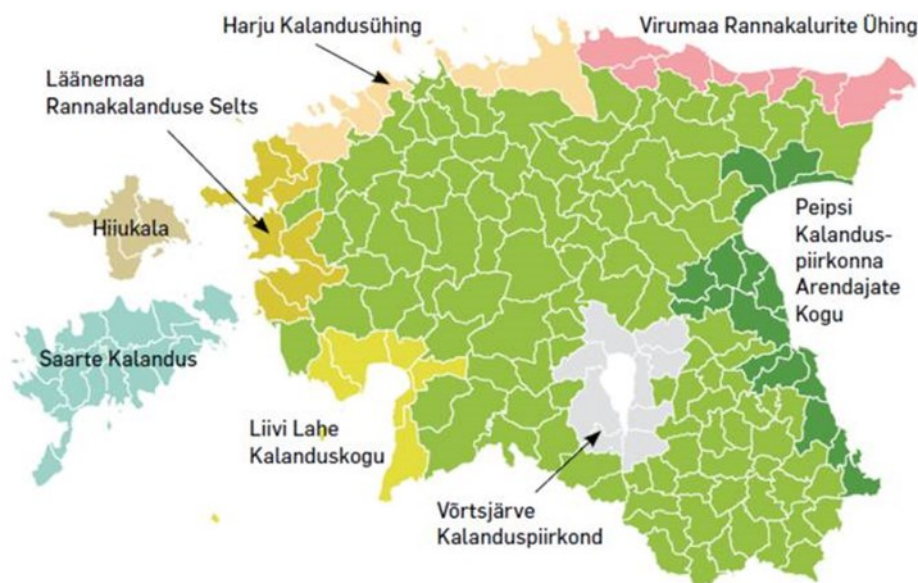 Harju Kalandusühing
Virumaa Rannakalurite Ühing
Läänemaa
Rannakalanduse Selts
Hiiukala
Peipsi
Kalandus-
piirkonna
Arendajate
Kogu
Saarte Kalandus
Liivi Lahe
Kalanduskogu
Võrtsjärve
Kalanduspiirkond